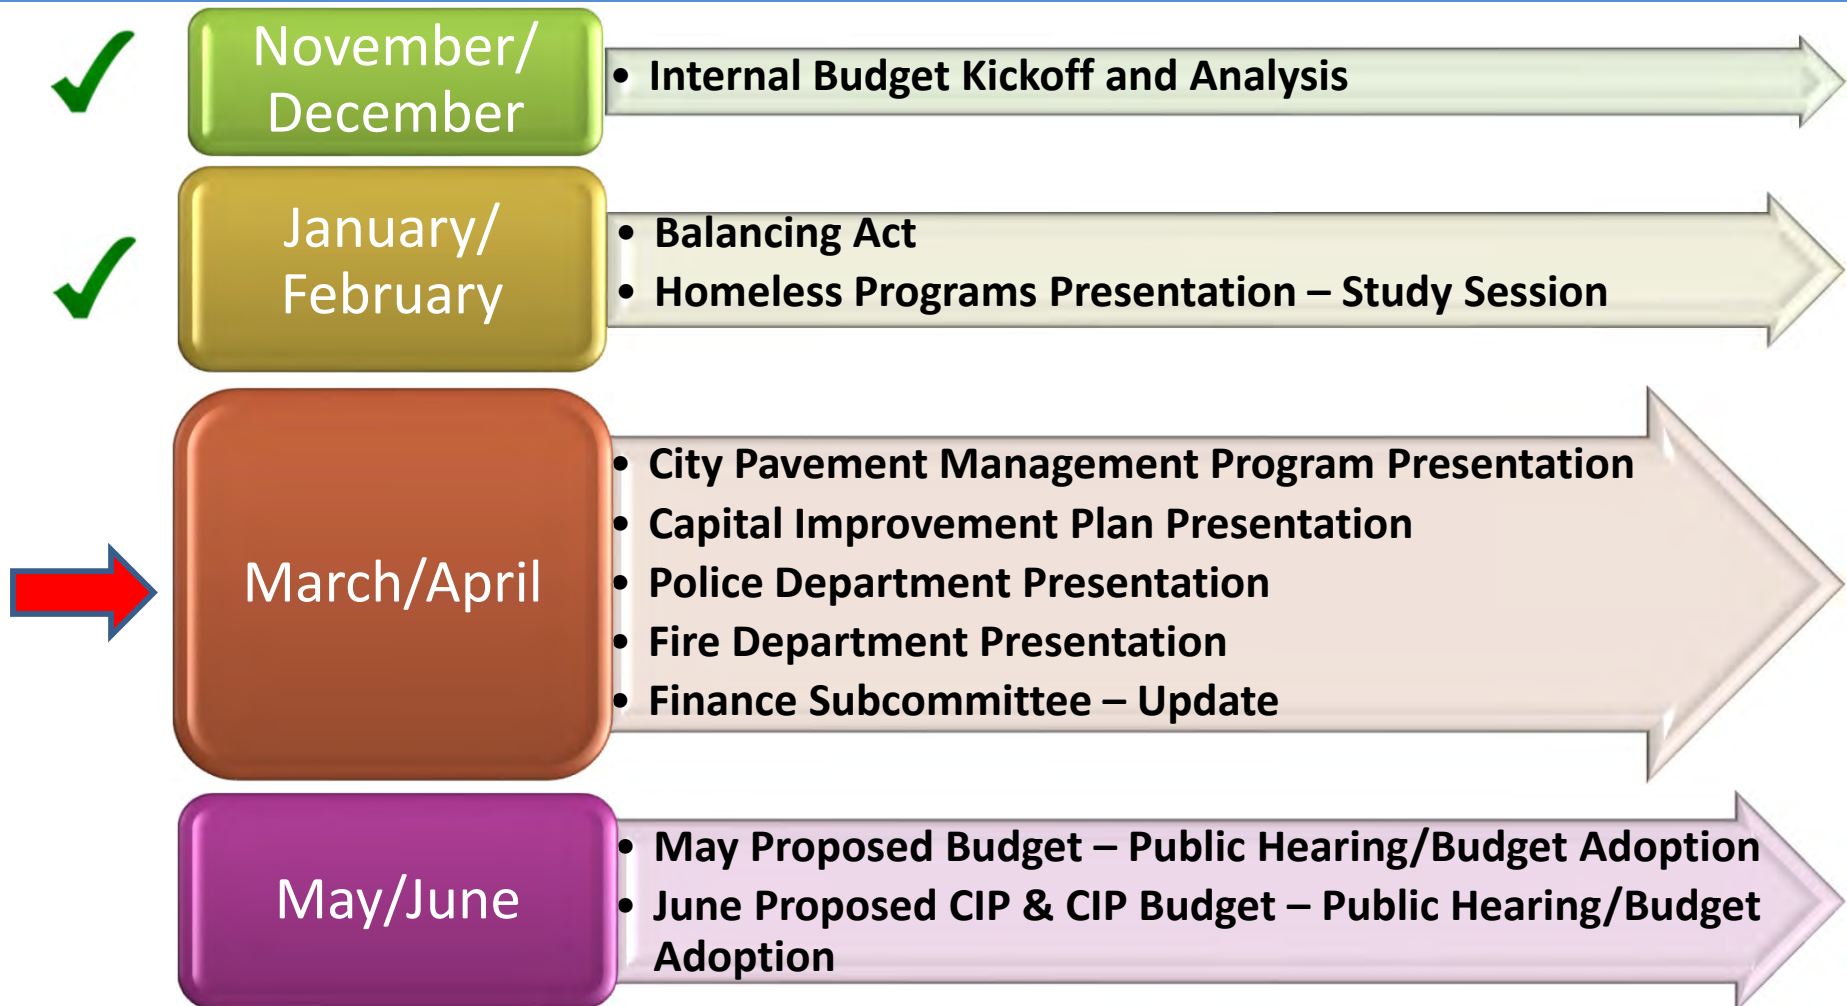 November/
December
• Internal Budget Kickoff and Analysis
January/
February
• Balancing Act
• Homeless Programs Presentation – Study Session
March/April
• City Pavement Management Program Presentation
• Capital Improvement Plan Presentation
• Police Department Presentation
• Fire Department Presentation
• Finance Subcommittee – Update
May/June
• May Proposed Budget – Public Hearing/Budget Adoption
• June Proposed CIP & CIP Budget – Public Hearing/Budget
Adoption